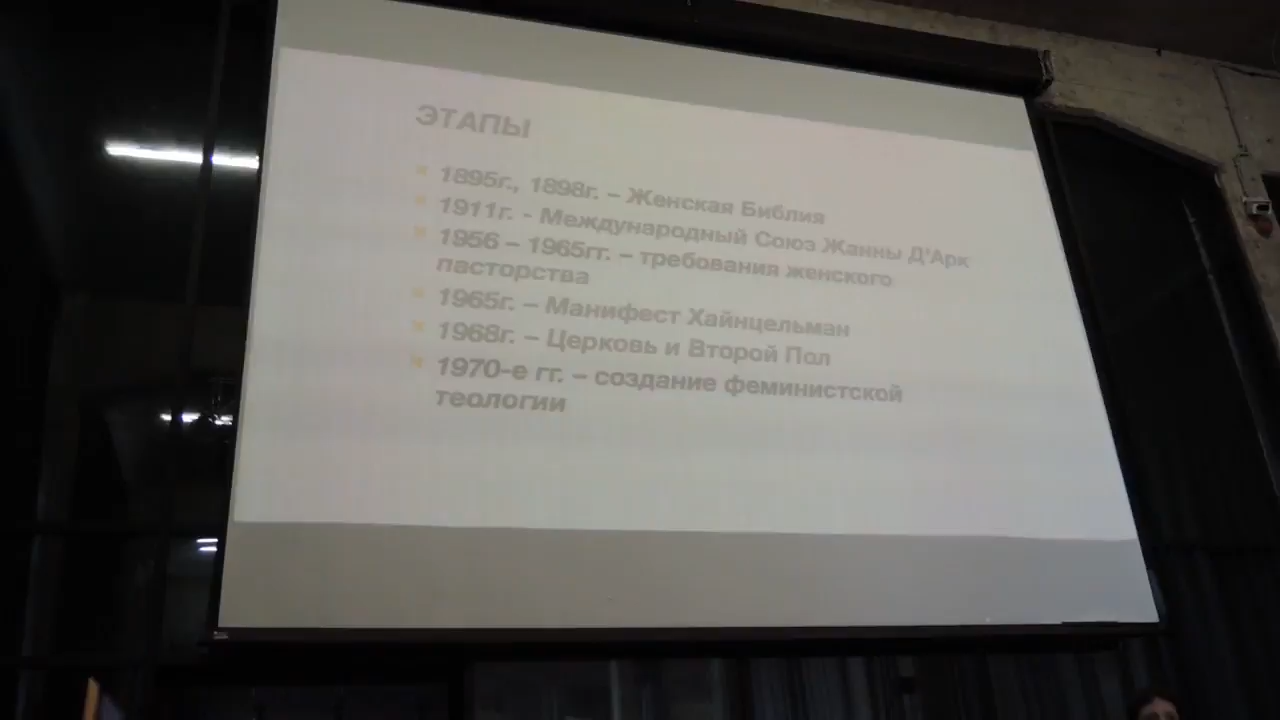 ЭТАПЫ
1895г., 1898г. – Женская Библия
1911г. - Международный Союз Жанны Д'Арк
1956 – 1965гг. – требования женского
пасторства
1965г. – Манифест Хайнцельман
1968г. – Церковь и Второй Пол
1970-е гг. – создание феминистской
теологии